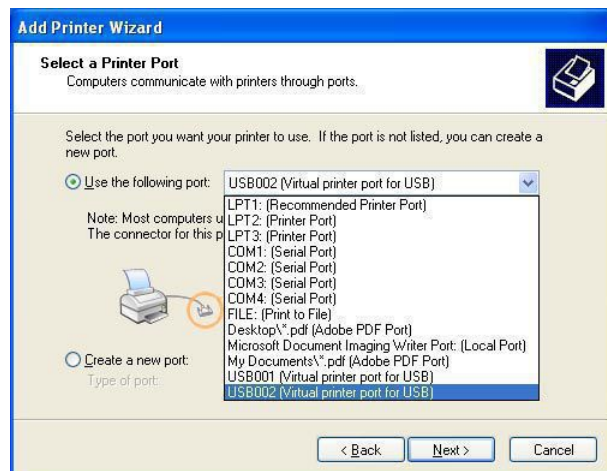 Add Printer Wizard
Select a Printer Port
Computers communicate with printers through ports.
Select the port you want your printer to use. If the port is not listed, you can create a
new port.
Use the following port: USB002 (Virtual printer port for USB)
Note: Most computers u
The connector for this p
LPT1: (Recommended Printer Port)
LPT2: (Printer Port)
LPT3: (Printer Port)
COM1: (Serial Port)
COM2: (Serial Port)
COM3: (Serial Port)
COM4: (Serial Port)
FILE: (Print to File)
Desktop\*.pdf (Adobe PDF Port)
Microsoft Document Imaging Writer Port: (Local Port)
My Documents\*.pdf (Adobe PDF Port)
USB001 (Virtual printer port for USB)
USB002 (Virtual printer port for USB)
Create a new port:
Type of port:
< Back Next > Cancel